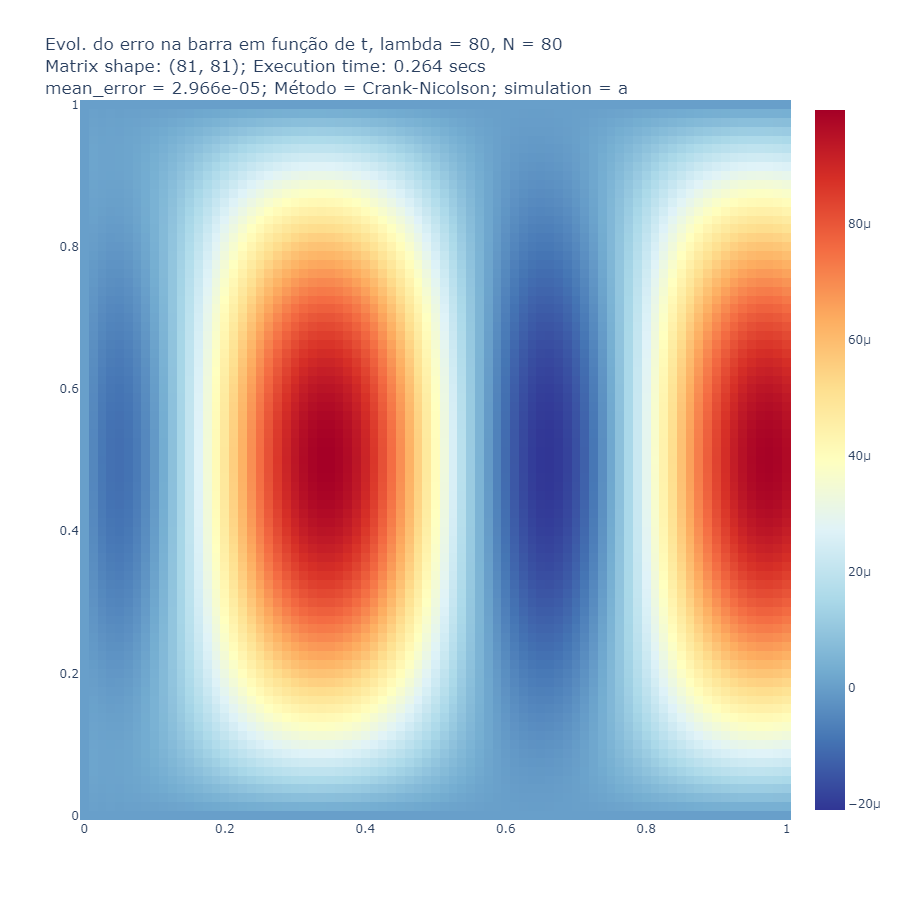 Evol. do erro na barra em função de t, lambda = 80, N = 80
Matrix shape: (81, 81); Execution time: 0.264 secs
mean_error = 2.966e-05; Método = Crank-Nicolson; simulation = a
1
0.8
0.6
0.4
0.2
0
0 0.2 0.4 0.6 0.8 1
80µ
60µ
40µ
20µ
0
−20µ